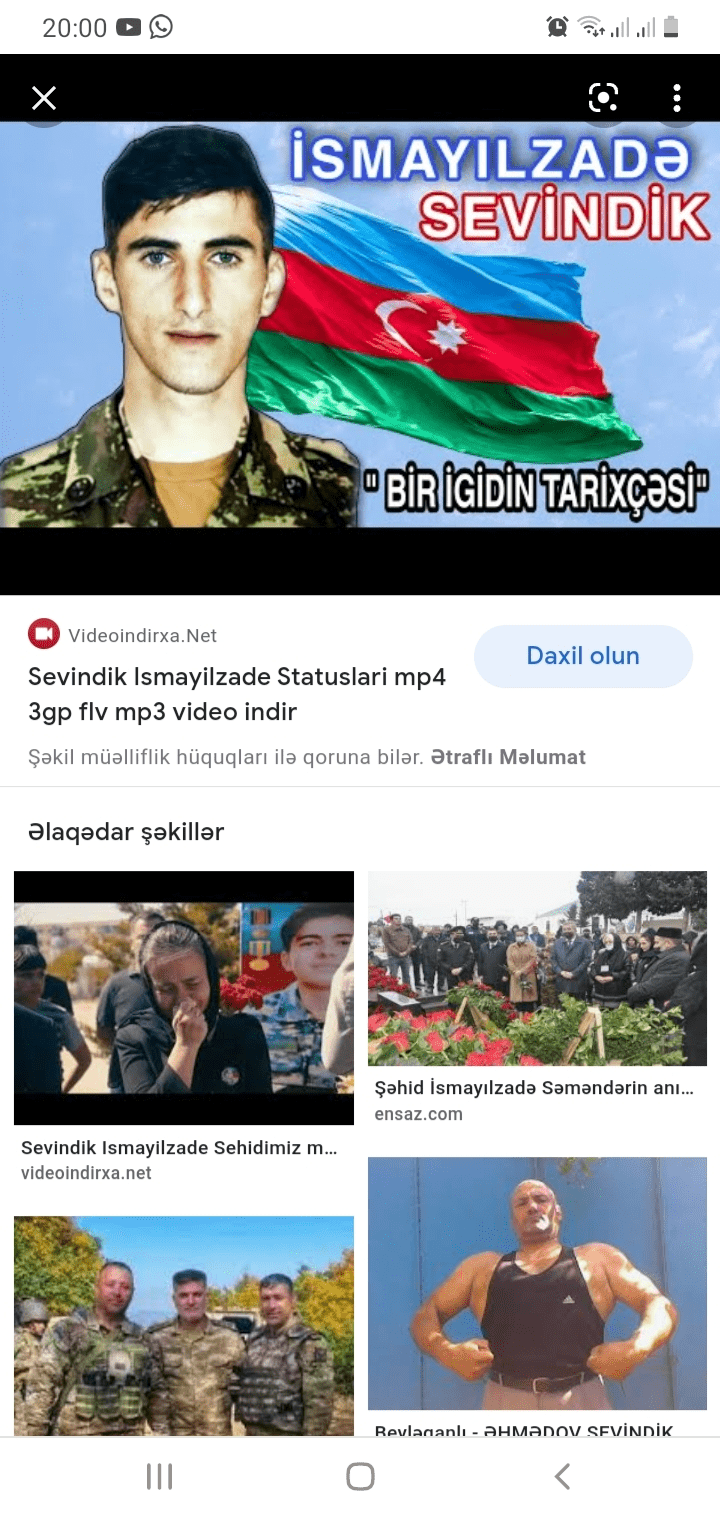 20:00
İSMAYILZADƏ
SEVİNDİK
" BİR İGİDİN TARİXÇƏSİ"
Videoindirxa.Net
Sevindik Ismayilzade Statuslari mp4
3gp flv mp3 video indir
Daxil olun
Şəkil müəlliflik hüquqları ilə qoruna bilər. Ətraflı Məlumat
Əlaqədar şəkillər
Sevindik Ismayilzade Sehidimiz m...
videoindirxa.net
Şəhid İsmayılzadə Səməndərin anı...
ensaz.com
Beyləqanlı - ƏHMƏDOV SEVİNDİK